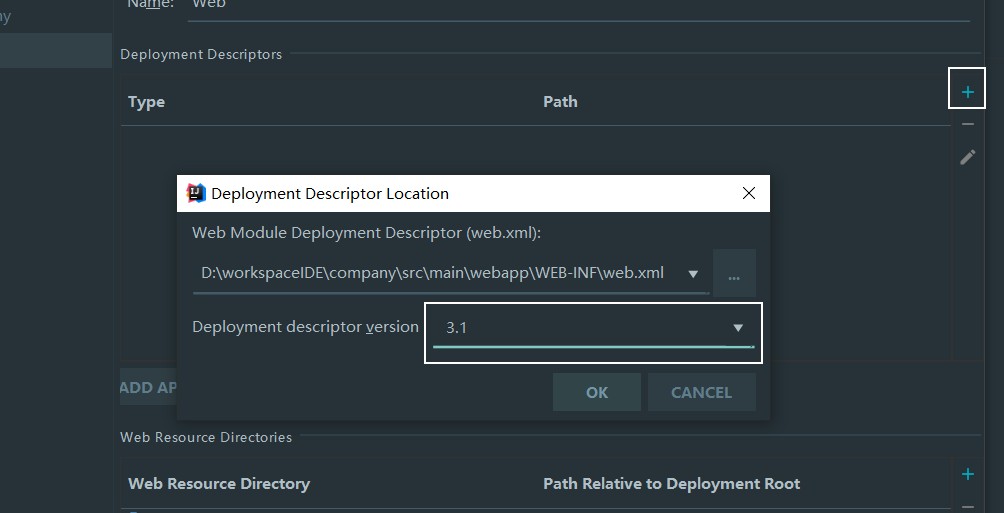 ny
Name: Web
Deployment Descriptors
Type Path
Deployment Descriptor Location
Web Module Deployment Descriptor (web.xml):
D:\workspaceIDE\company\src\main\webapp\WEB-INF\web.xml ...
Deployment descriptor version 3.1
OK CANCEL
ADD AP
Web Resource Directories
Web Resource Directory Path Relative to Deployment Root